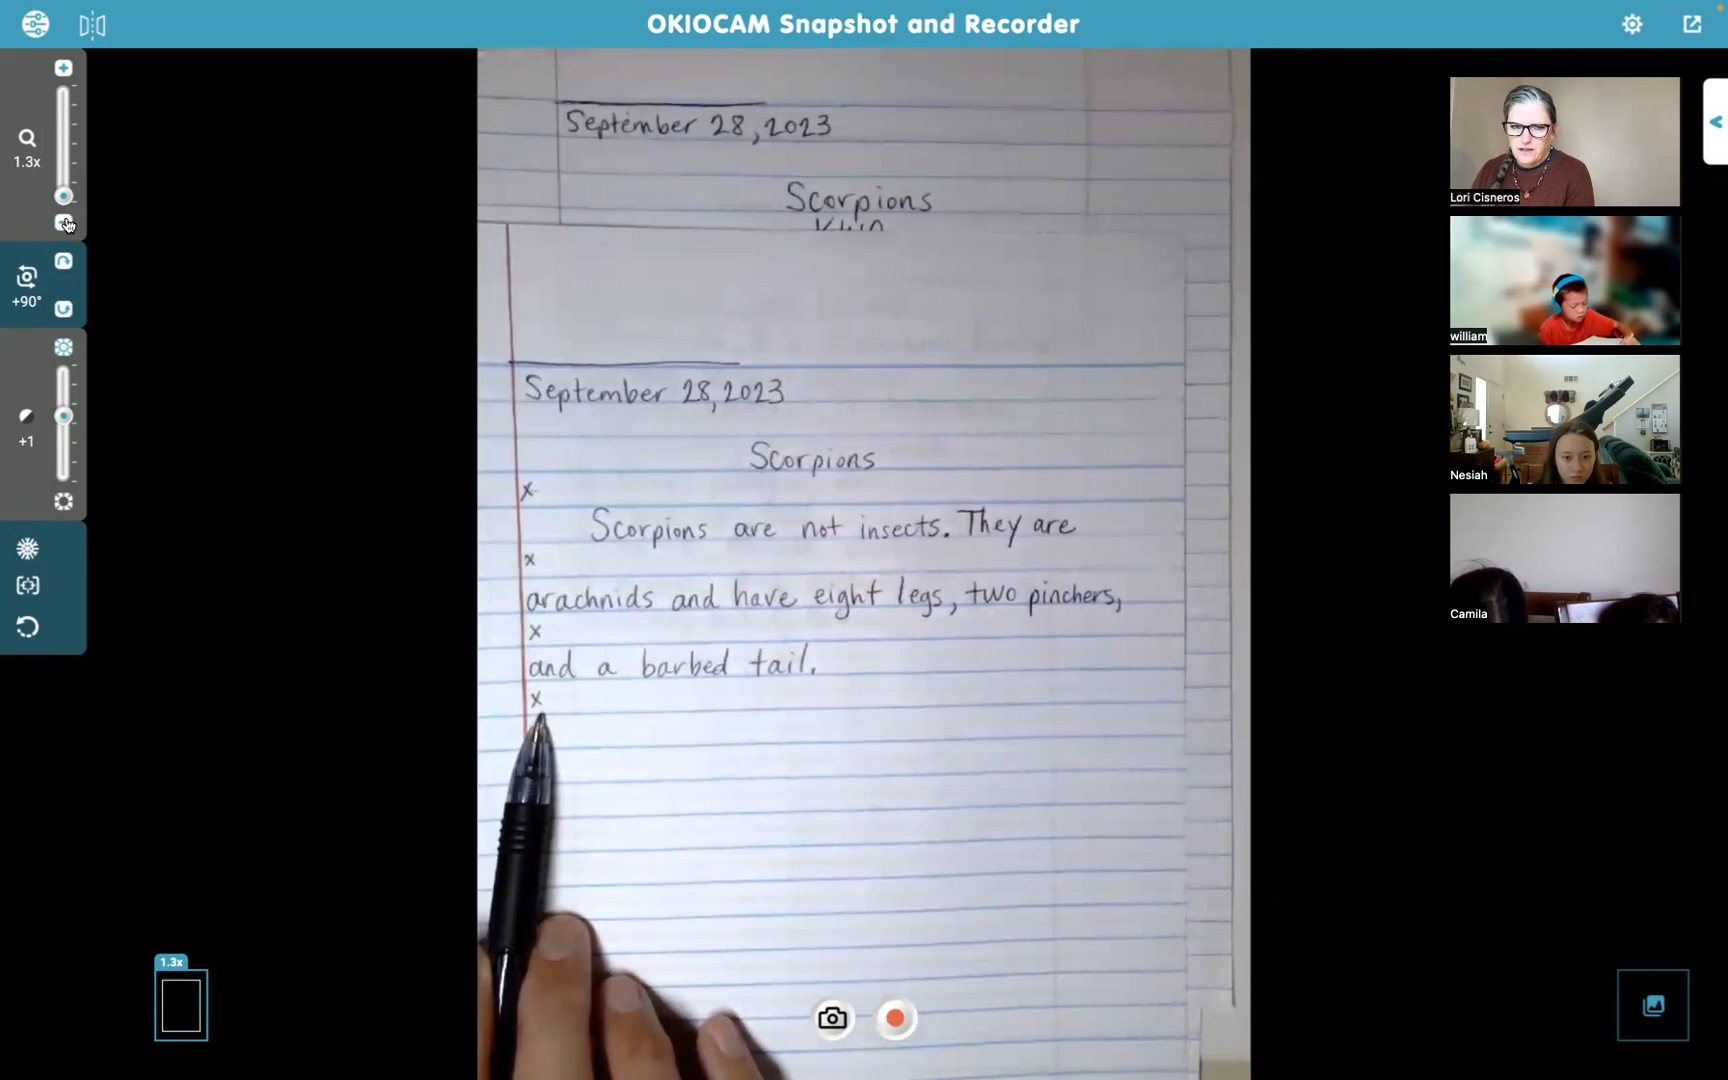 OKIOCAM Snapshot and Recorder
1.3x
+90°
+1
September 28, 2023
Scorpions
September 28, 2023
Scorpions
x
Scorpions are not insects. They are
x
arachnids and have eight legs, two pinchers,
x
and a barbed tail.
x
1.3x
Lori Cisneros
william
Nesiah
Camila